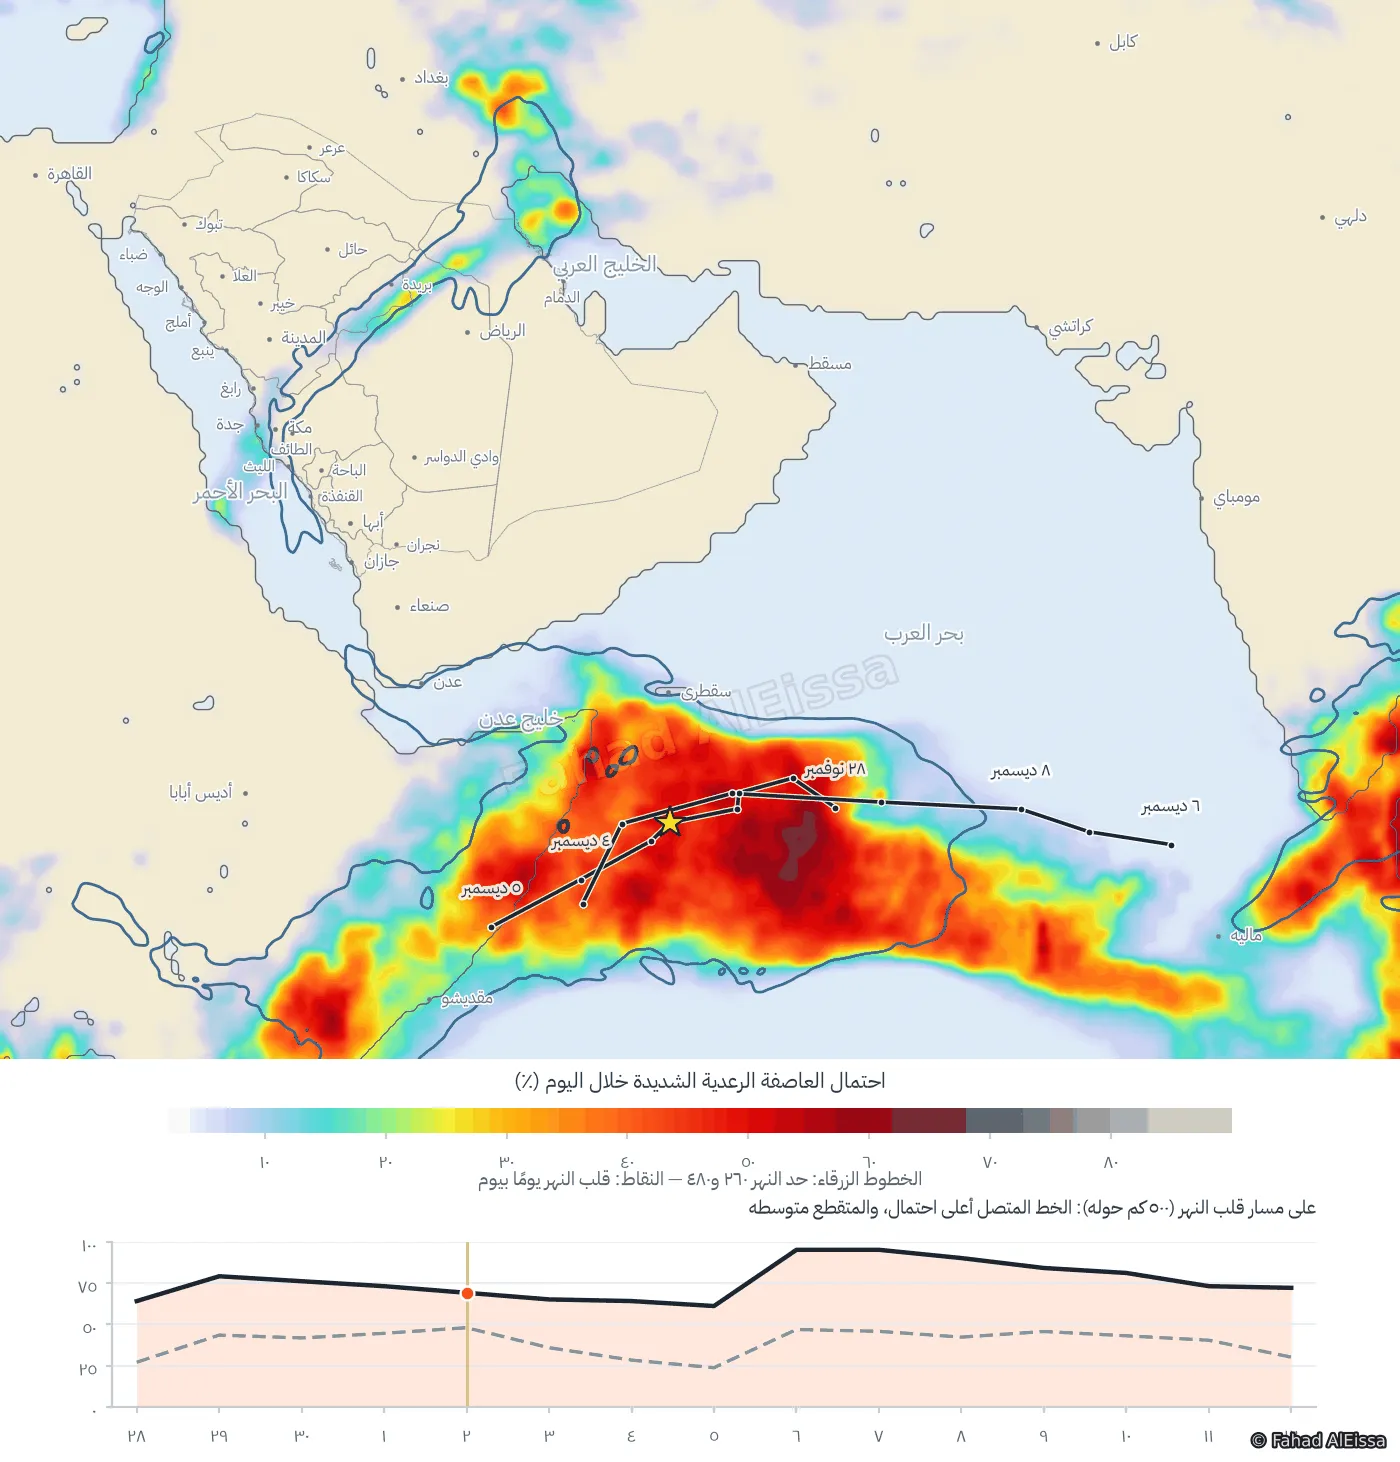 كابل
بغداد
عرعر
القاهرة
سكاكا
دلهي
تبوك
حائل
ضباء
الخليج العربي
العلا
بريدة
الوجه
الدمام
خيبر
أملج
كراتشي
الرياض
المدينة
ينبع
مسقط
رابغ
جدة
مكة
الطائف
وادي الدواسر
الليث
الباحة
البحر الأحمر
القنفذة
مومباي
أبها
نجران
جازان
صنعاء
بحر العرب
عدن
سقطرى
Fahad AlEissa
خليج عدن
٢٨ نوفمبر
٨ ديسمبر
أديس أبابا
٦ ديسمبر
٤ ديسمبر
٥ ديسمبر
ماليه
مقديشو
احتمال العاصفة الرعدية الشديدة خلال اليوم (٪)
١٠ ٢٠ ٣٠ ٤٠ ٥٠ ٦٠ ٧٠ ٨٠
الخطوط الزرقاء: حد النهر ٢٦٠ و٤٨٠ – النقاط: قلب النهر يومًا بيوم
على مسار قلب النهر (٥٠٠ كم حوله): الخط المتصل أعلى احتمال، والمتقطع متوسطه
١٠٠
٧٥
٥٠
٢٥
٠
٢٨ ٢٩ ٣٠ ١ ٢ ٣ ٤ ٥ ٦ ٧ ٨ ٩ ١٠ ١١
© Fahad AlEissa